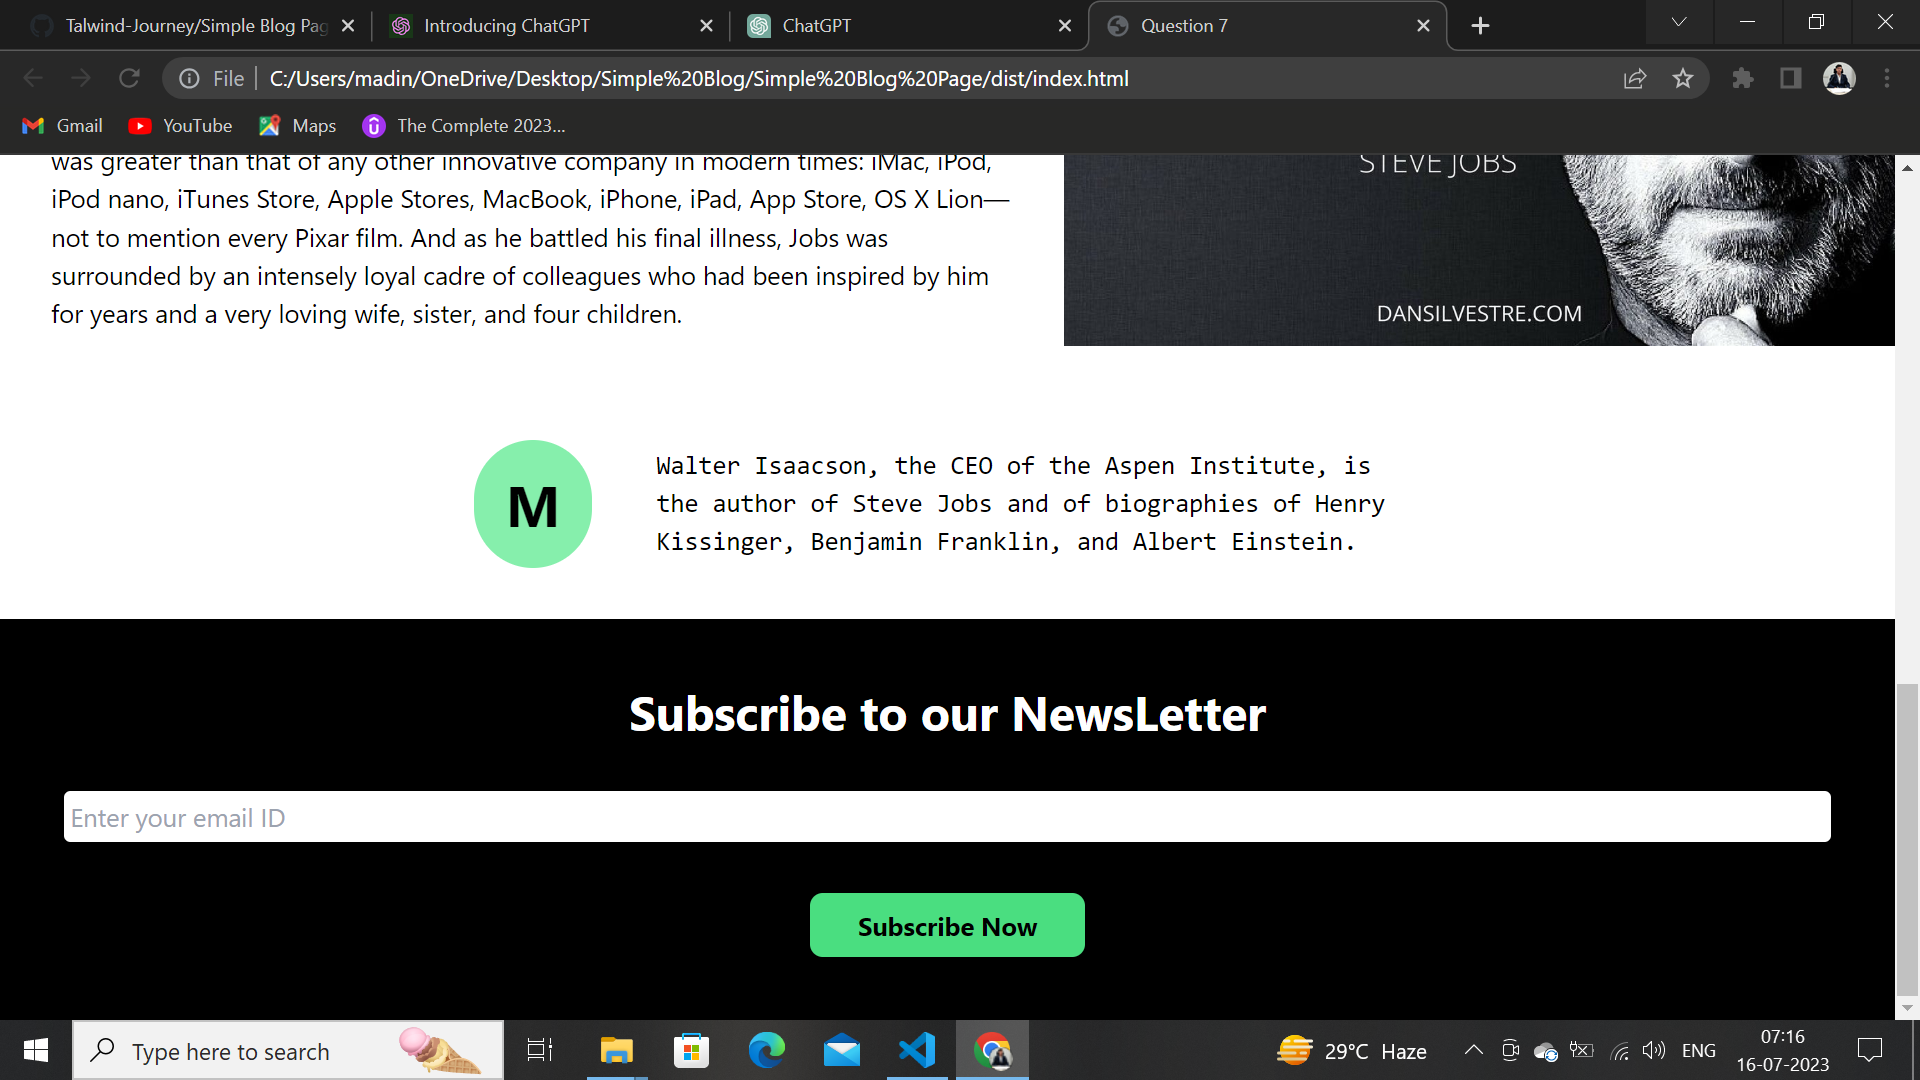 Talwind-Journey/Simple Blog Pag
Introducing ChatGPT
ChatGPT
Question 7
File
C:/Users/madin/OneDrive/Desktop/Simple%20Blog/Simple%20Blog%20Page/dist/index.html
Gmail
YouTube
Maps
The Complete 2023...
was greater than that of any other innovative company in modern times: iMac, iPod,
iPod nano, iTunes Store, Apple Stores, MacBook, iPhone, iPad, App Store, OS X Lion—
not to mention every Pixar film. And as he battled his final illness, Jobs was
surrounded by an intensely loyal cadre of colleagues who had been inspired by him
for years and a very loving wife, sister, and four children.
STEVE JOBS
DANSILVESTRE.COM
M
Walter Isaacson, the CEO of the Aspen Institute, is
the author of Steve Jobs and of biographies of Henry
Kissinger, Benjamin Franklin, and Albert Einstein.
Subscribe to our NewsLetter
Enter your email ID
Subscribe Now
Type here to search
29°C Haze
ENG
07:16
16-07-2023